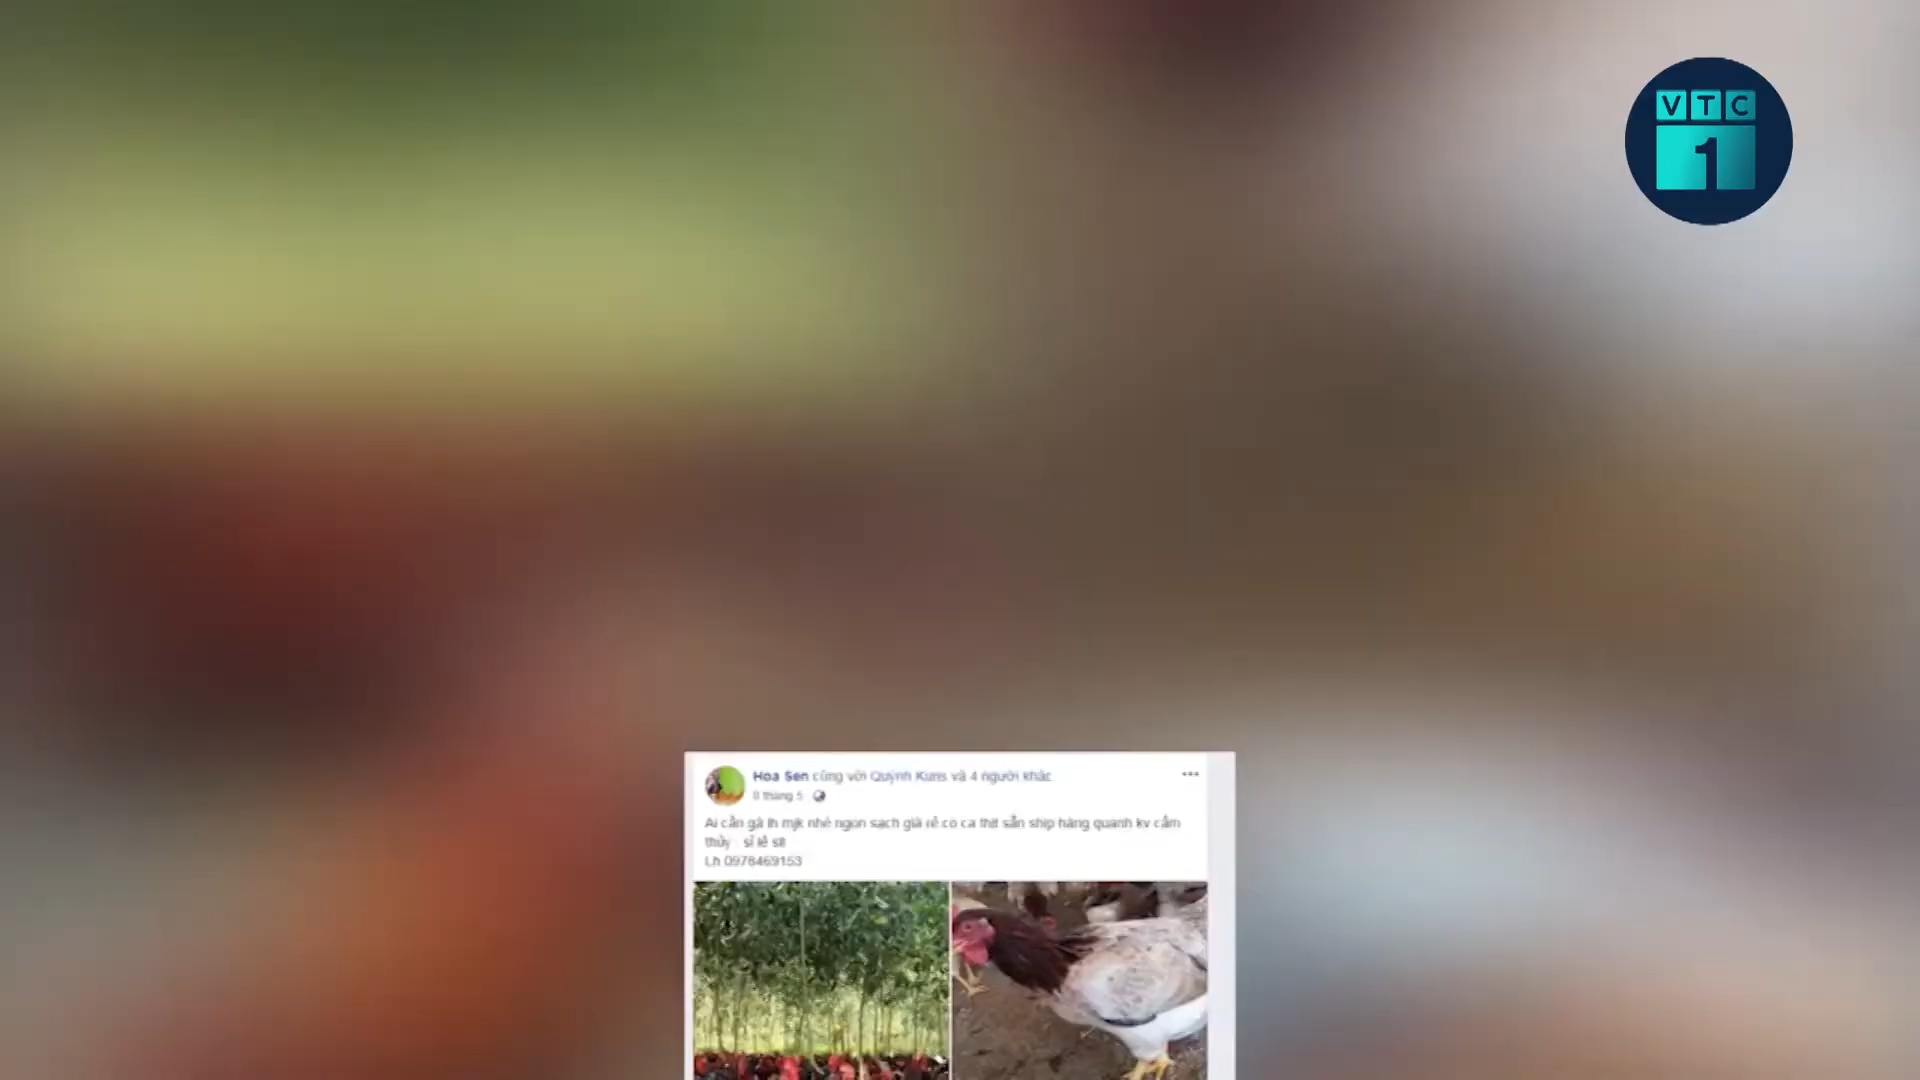 VTC
1
Hoa Sen cùng với Quỳnh Kuns và 4 người khác
8 tháng 5
Ai cần gà lh mjk nhé ngon sạch giá rẻ có cả thịt sẵn ship hàng quanh kv cẩm
thủy sỉ lẻ sll
Lh 0978469153